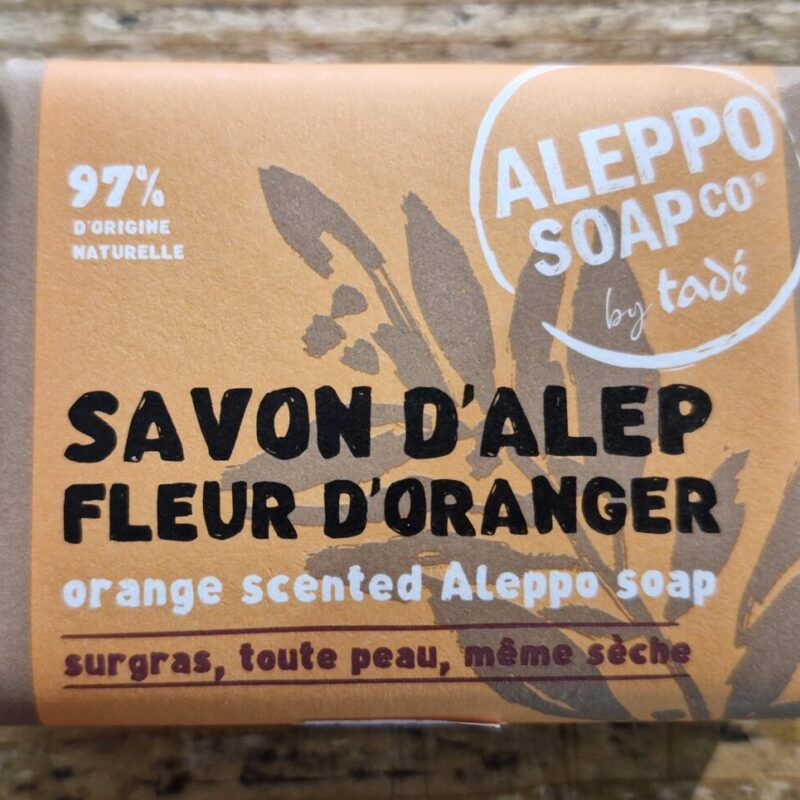 97%
D'ORIGINE
NATURELLE
ALEPPO
SOAP CO®
by tadé
SAVON D'ALEP
FLEUR D'ORANGER
orange scented Aleppo soap
surgras, toute peau, même sèche